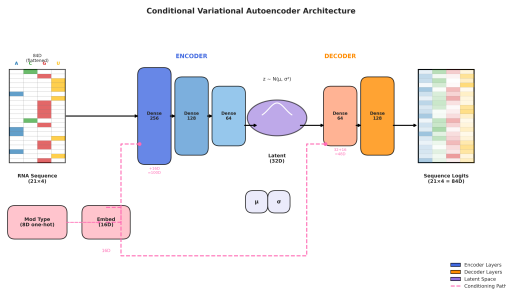 Conditional Variational Autoencoder Architecture
84D
(flattened)
A C G U
ENCODER
DECODER
z ~ N(μ, σ²)
Dense
256
Dense
128
Dense
64
Dense
64
Dense
128
Latent
(32D)
RNA Sequence
(21×4)
Sequence Logits
(21×4 = 84D)
μ
σ
Mod Type
(8D one-hot)
Embed
(16D)
16D
Encoder Layers
Decoder Layers
Latent Space
Conditioning Path